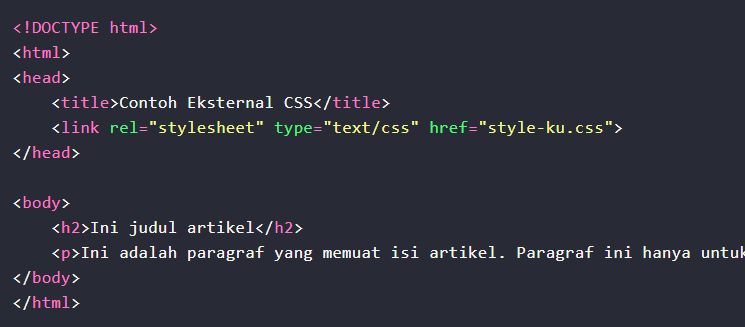 <!DOCTYPE html>
<html>
<head>
    <title>Contoh Eksternal CSS</title>
    <link rel="stylesheet" type="text/css" href="style-ku.css">
</head>

<body>
    <h2>Ini judul artikel</h2>
    <p>Ini adalah paragraf yang memuat isi artikel. Paragraf ini hanya untuk
</body>
</html>